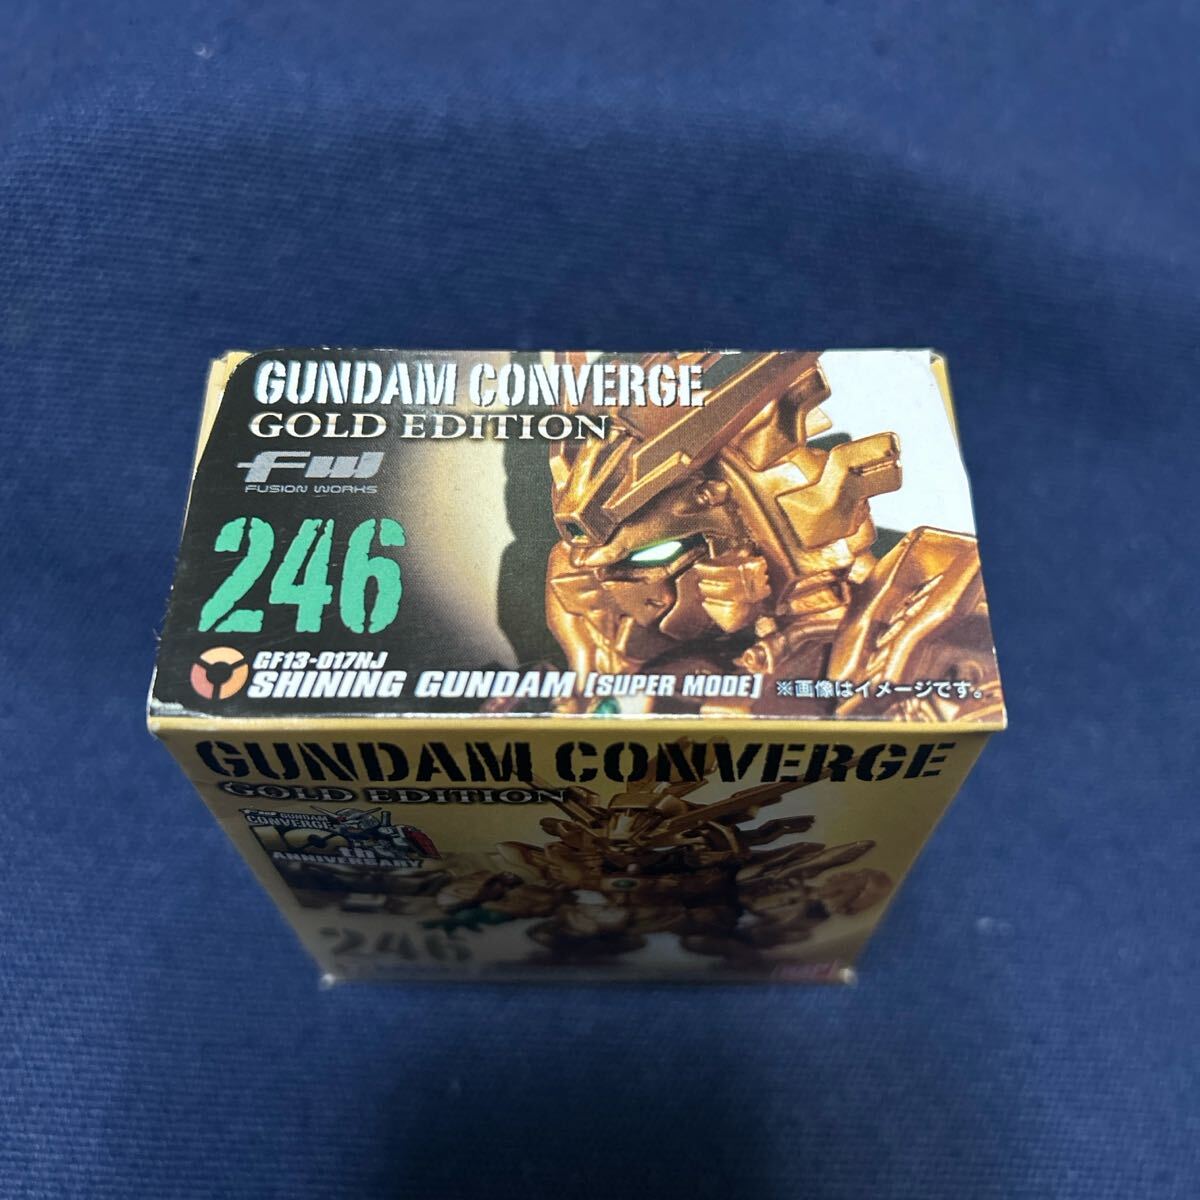 GUNDAM CONVERGE
GOLD EDITION
FW
FUSION WORKS
246
GF13-017NJ
SHINING GUNDAM [SUPER MODE]
※画像はイメージです。
GUNDAM CONVERGE
GOLD EDITION
GUNDAM
CONVERGE
10th
ANNIVERSARY
246